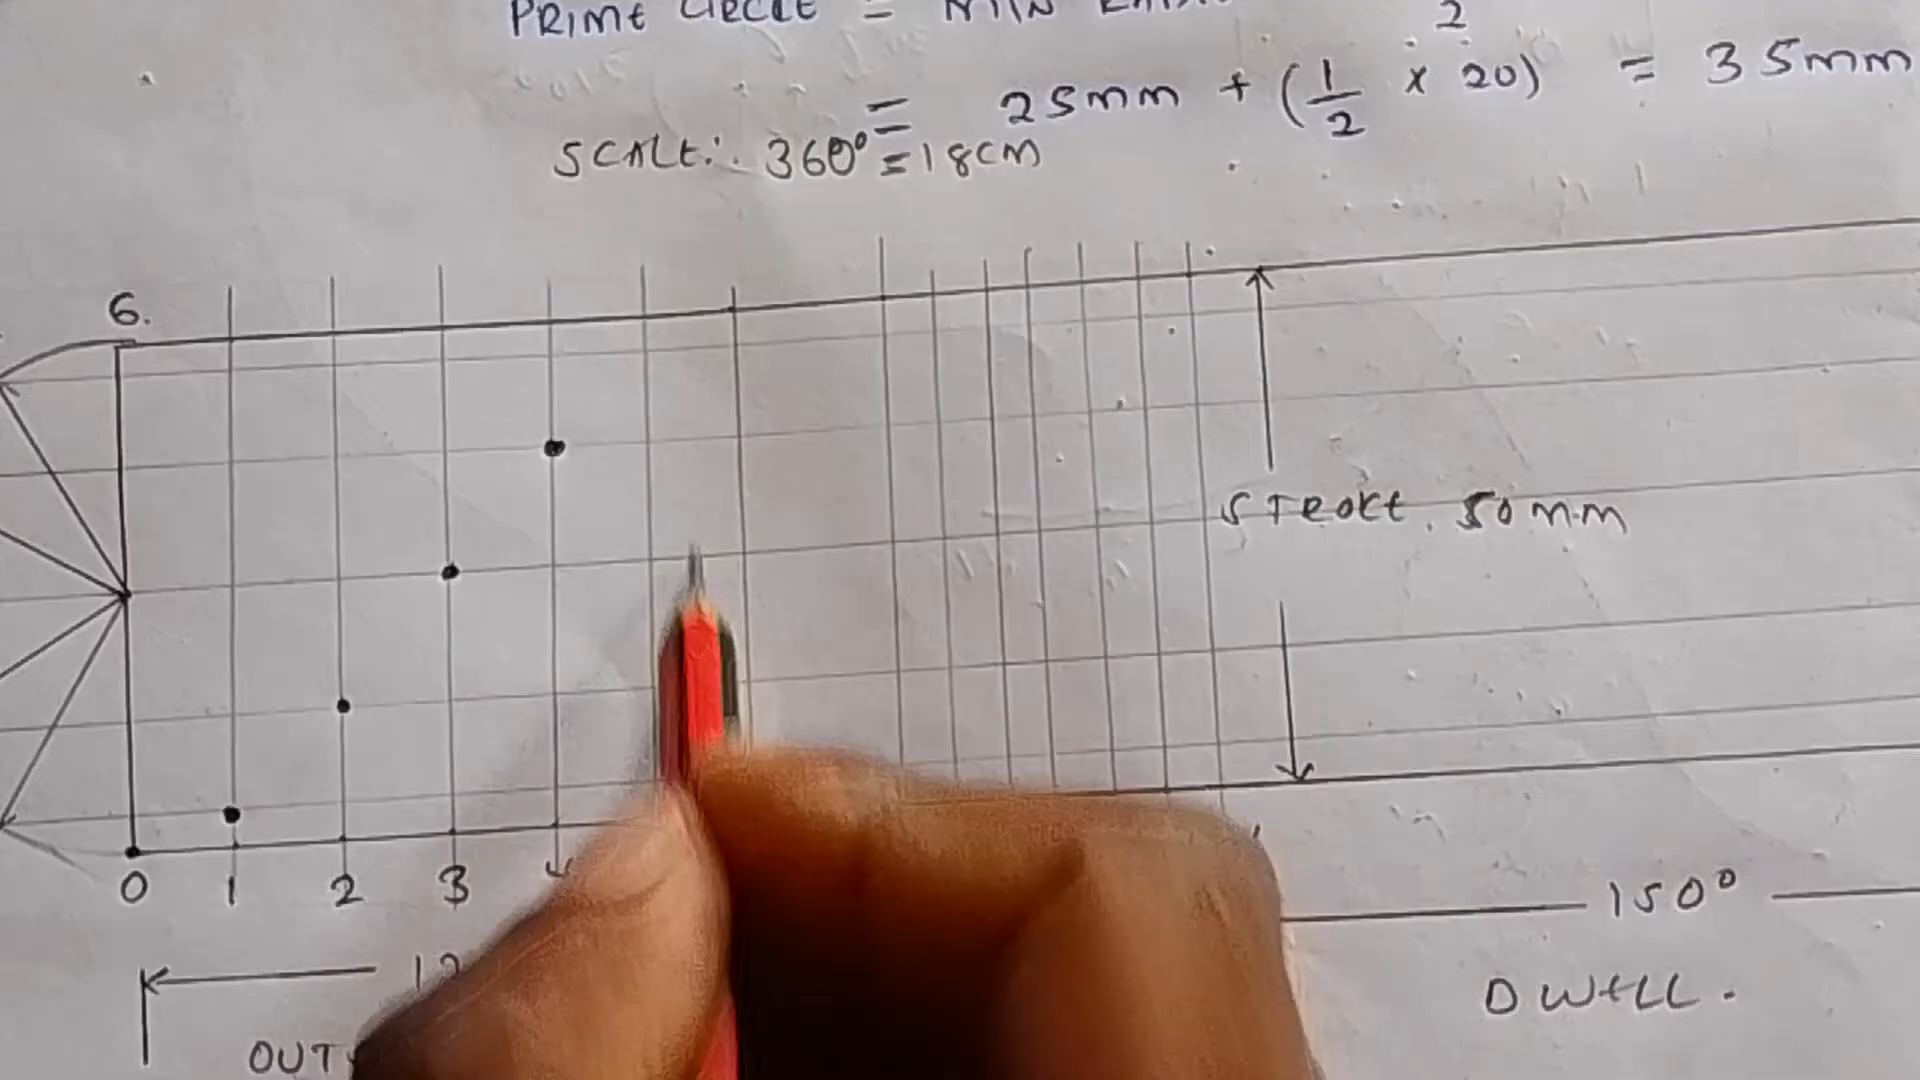 PRIME CIRCLE = MIN
2
= 25mm + (1/2 x 20) = 35mm
SCALE: 360° = 18CM
6.
STROKE. 50mm
0 1 2 3
150°
OUT
DWELL.